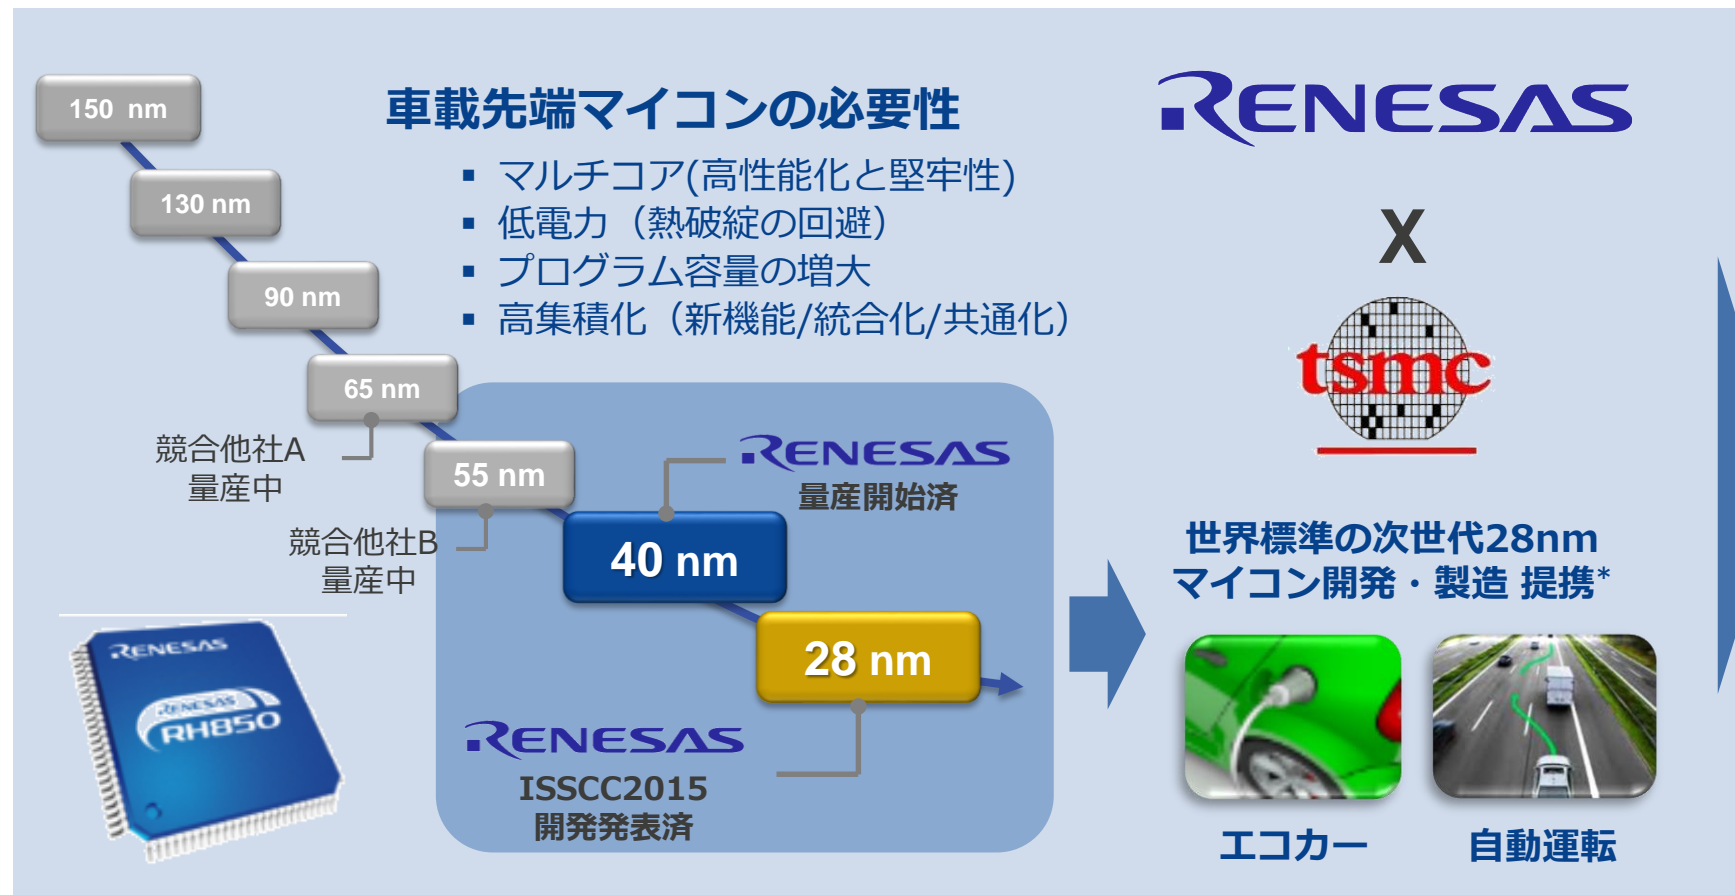 150 nm
130 nm
90 nm
65 nm
競合他社A
量産中
55 nm
競合他社B
量産中
40 nm
28 nm
車載先端マイコンの必要性
▪ マルチコア(高性能化と堅牢性)
▪ 低電力（熱破綻の回避）
▪ プログラム容量の増大
▪ 高集積化（新機能/統合化/共通化）
RENESAS
量産開始済
RENESAS
ISSCC2015
開発発表済
RENESAS
RENESAS
RH850
RENESAS
X
tsmc
世界標準の次世代28nm
マイコン開発・製造 提携*
エコカー
自動運転